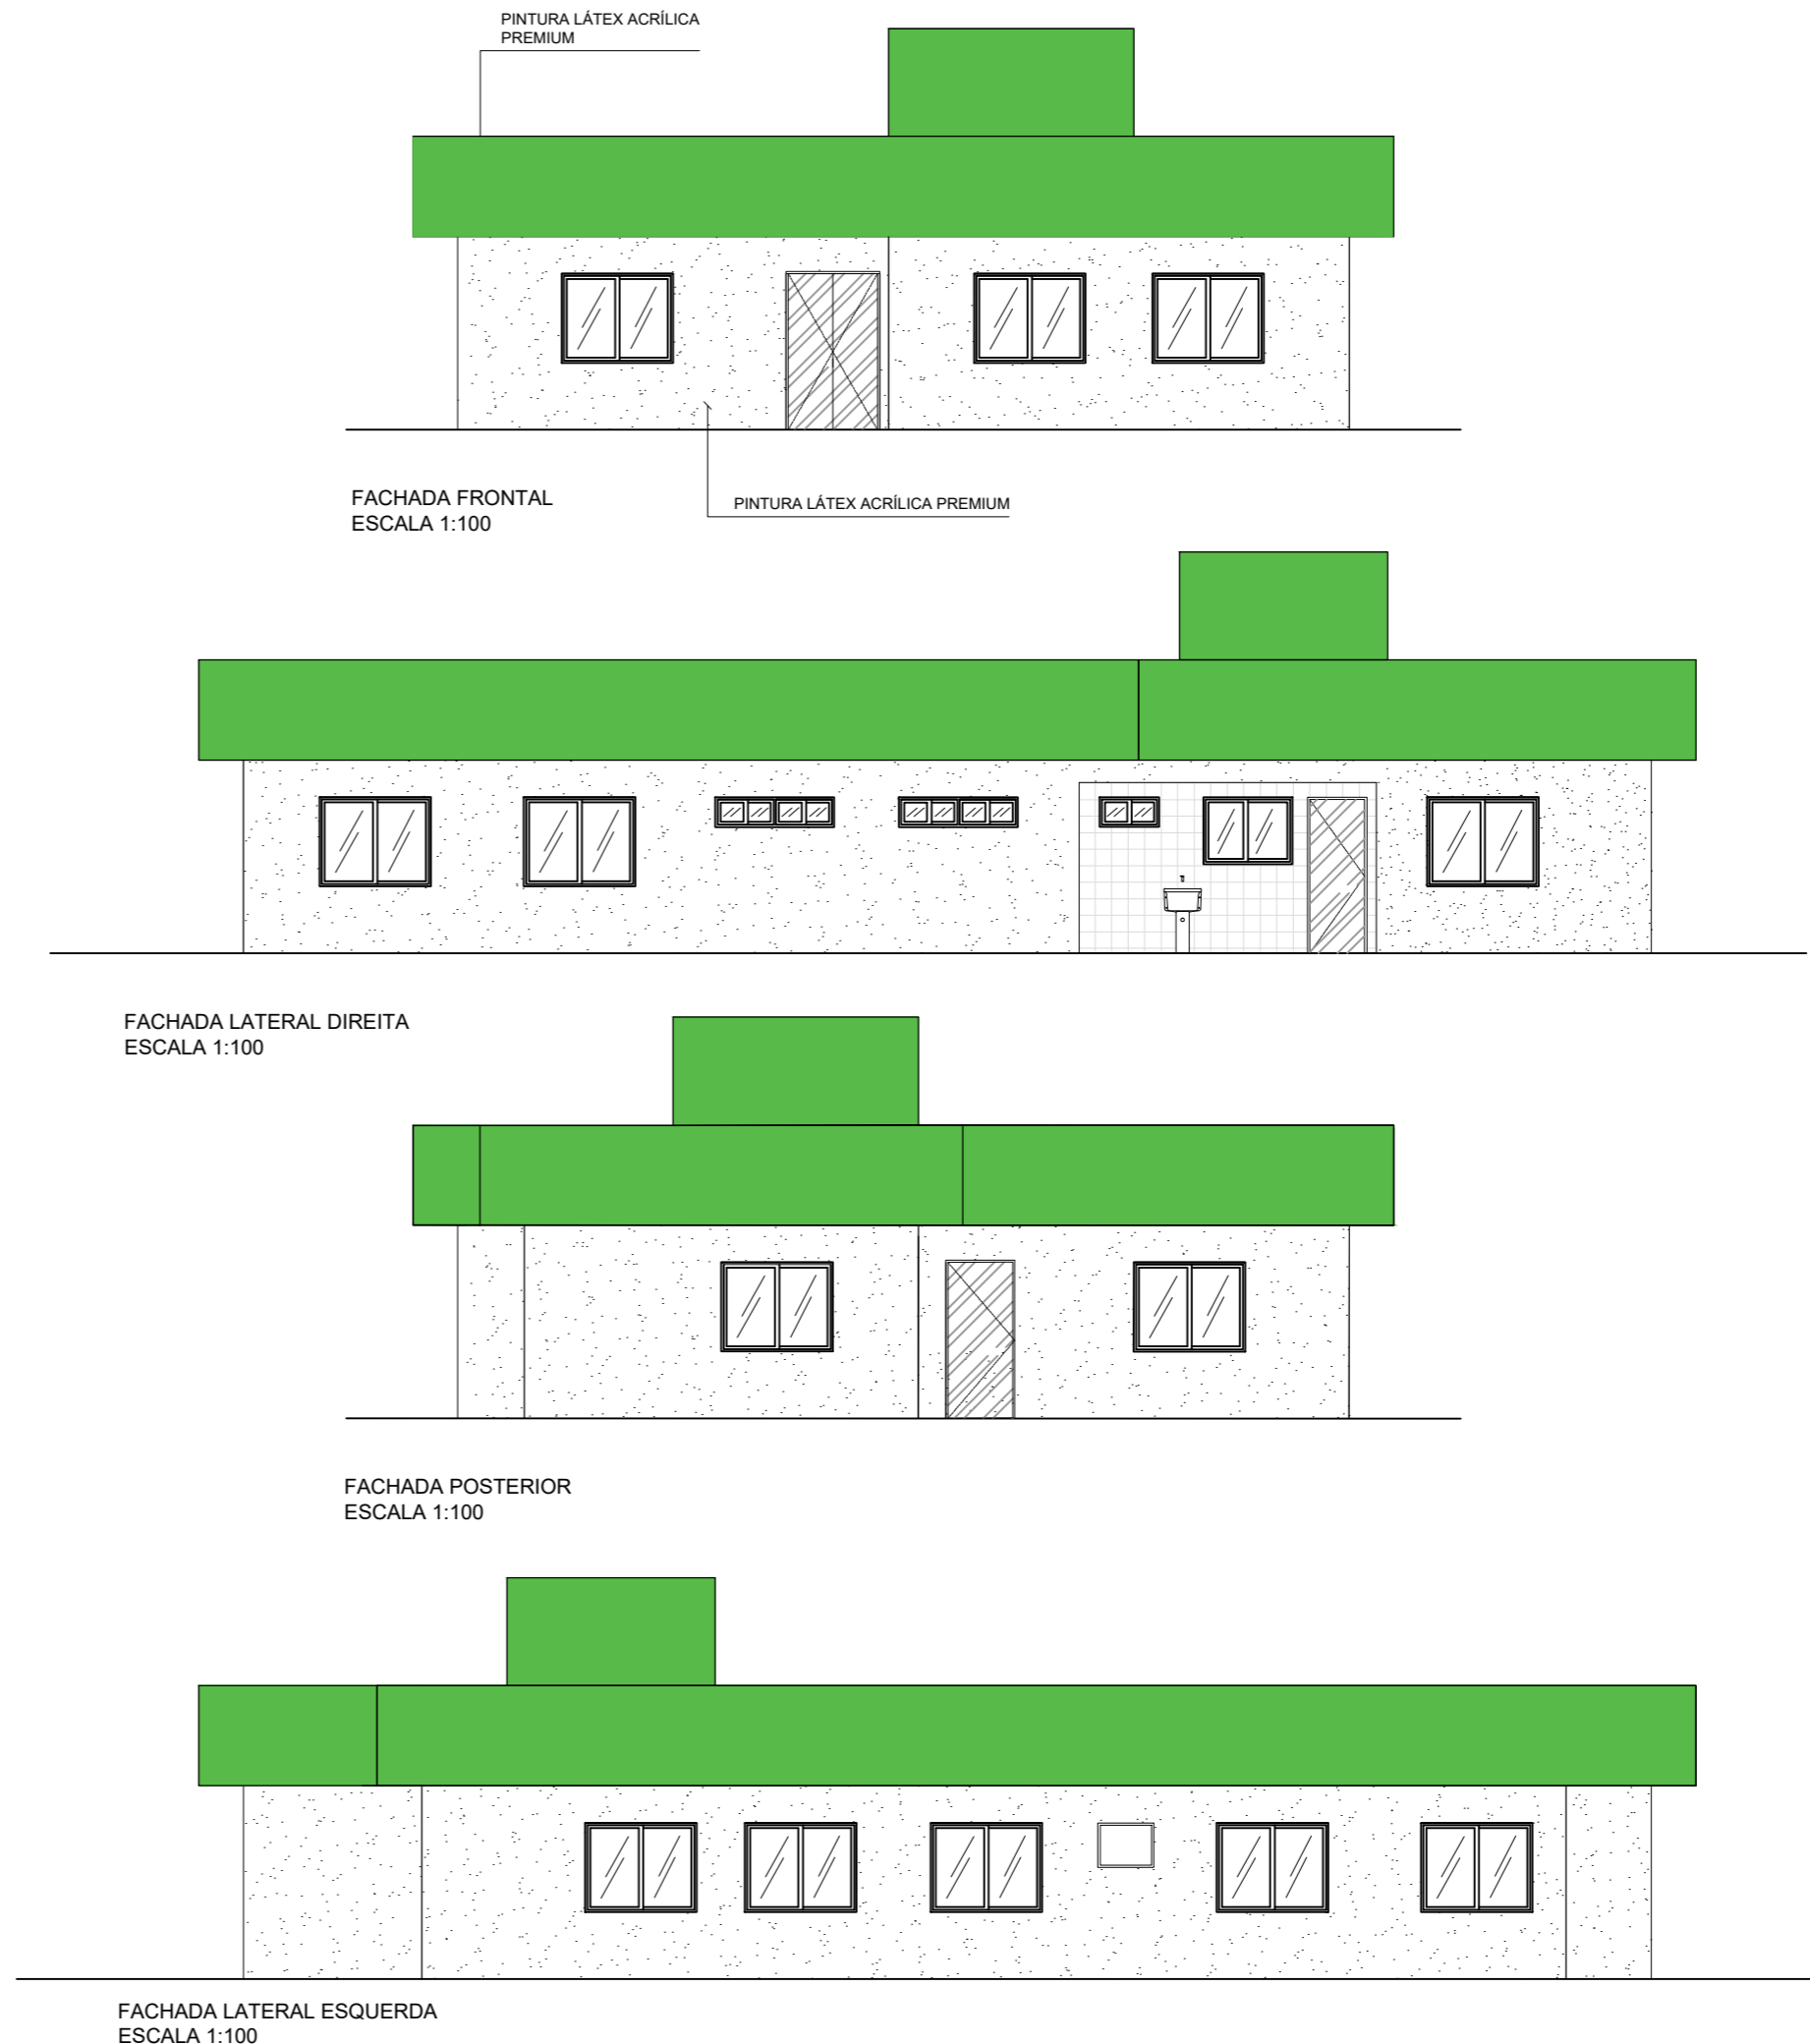 PINTURA LÁTEX ACRÍLICA
PREMIUM
FACHADA FRONTAL
ESCALA 1:100
PINTURA LÁTEX ACRÍLICA PREMIUM
FACHADA LATERAL DIREITA
ESCALA 1:100
FACHADA POSTERIOR
ESCALA 1:100
FACHADA LATERAL ESQUERDA
ESCALA 1:100